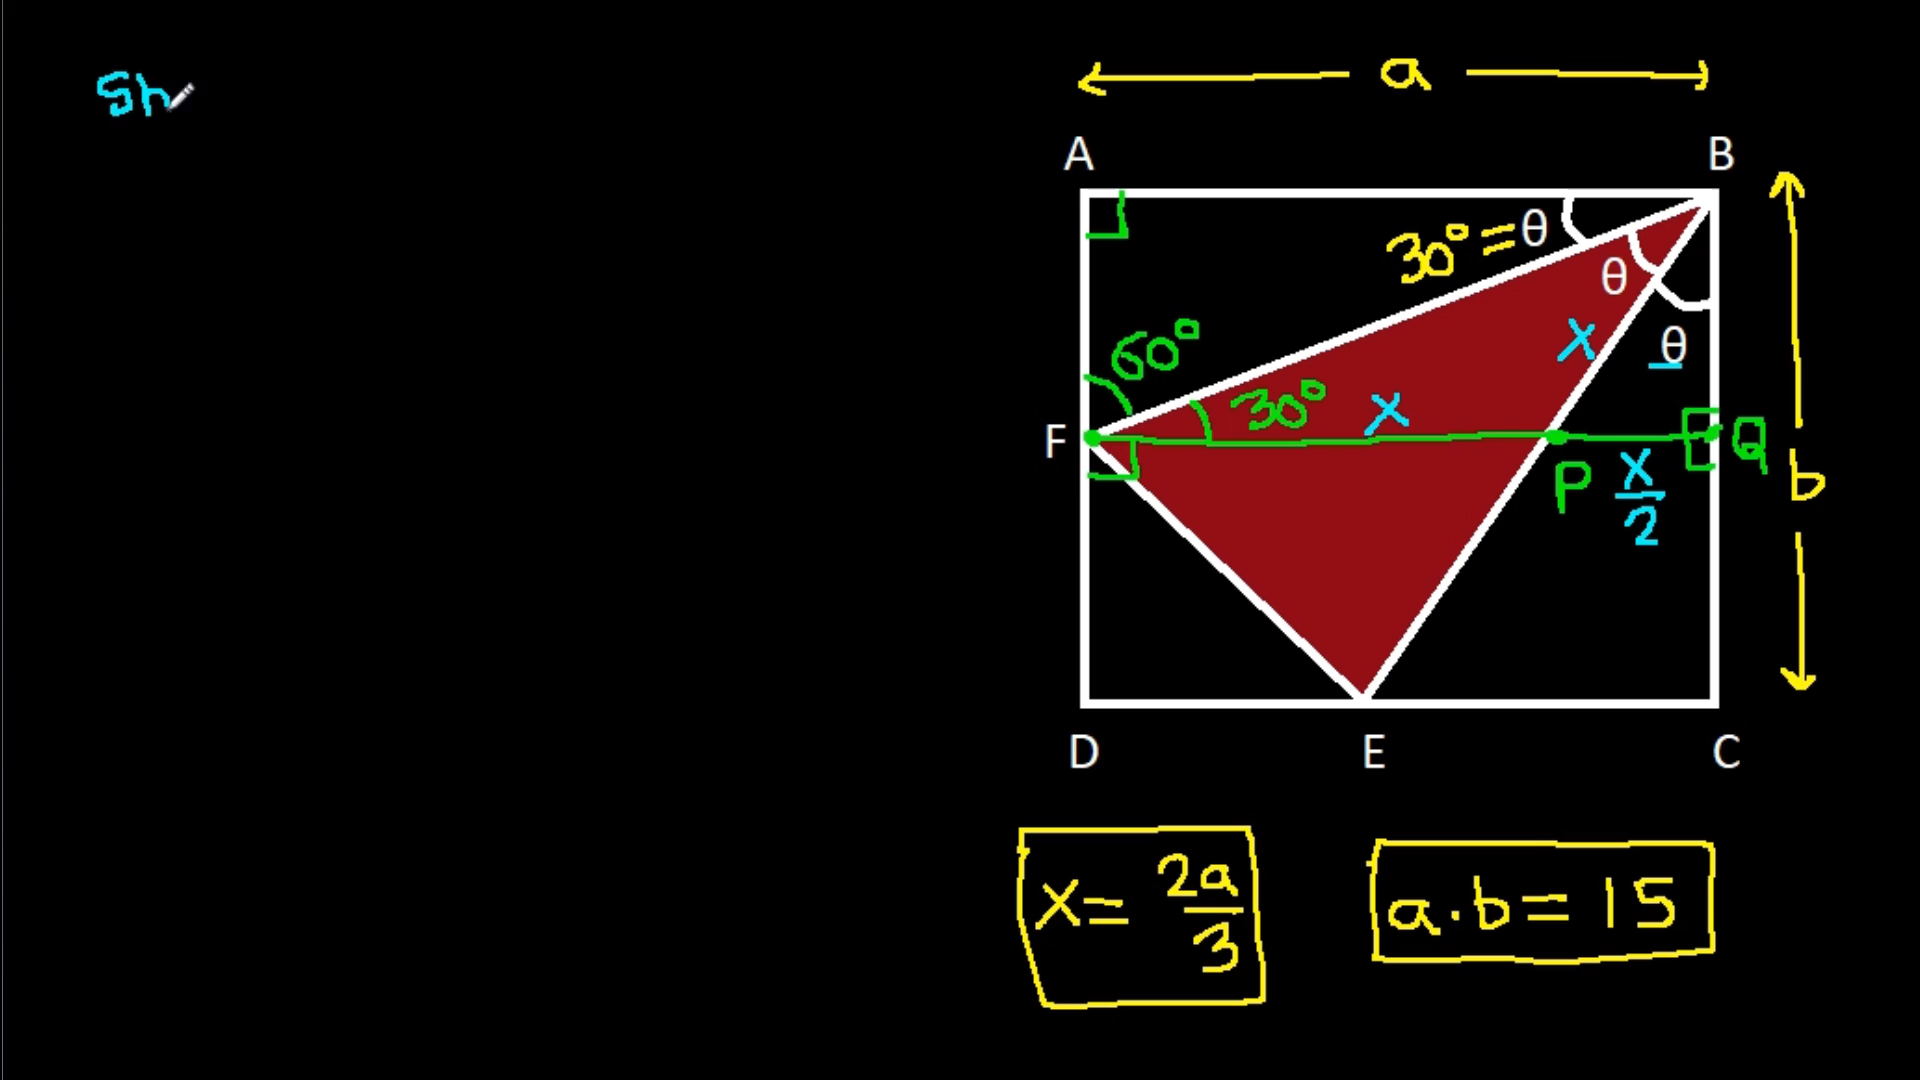 Sh
a
A B
30°=θ
θ
60°
x
θ
30°
x
F
Q
P
x/2
b
D E C
x = 2a/3
a·b = 15